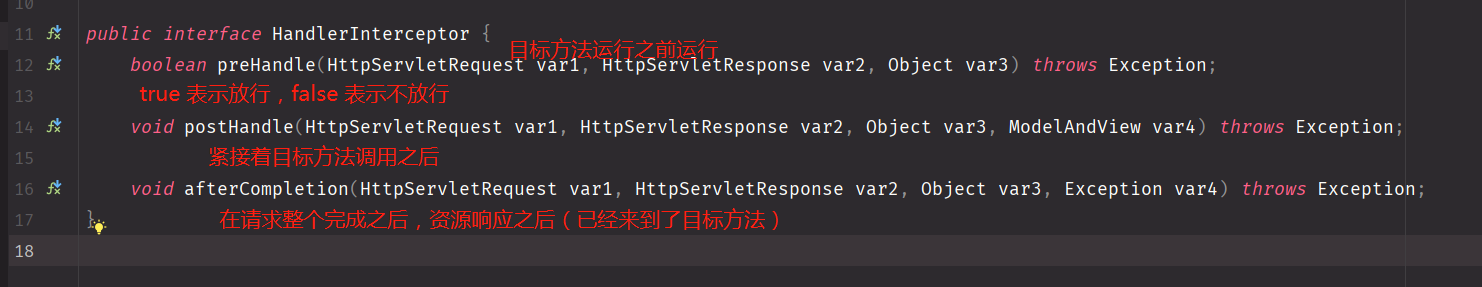 10
11 public interface HandlerInterceptor {
目标方法运行之前运行
12 boolean preHandle(HttpServletRequest var1, HttpServletResponse var2, Object var3) throws Exception;
13 true 表示放行，false 表示不放行
14 void postHandle(HttpServletRequest var1, HttpServletResponse var2, Object var3, ModelAndView var4) throws Exception;
15 紧接着目标方法调用之后
16 void afterCompletion(HttpServletRequest var1, HttpServletResponse var2, Object var3, Exception var4) throws Exception;
17 } 在请求整个完成之后，资源响应之后（已经来到了目标方法）
18